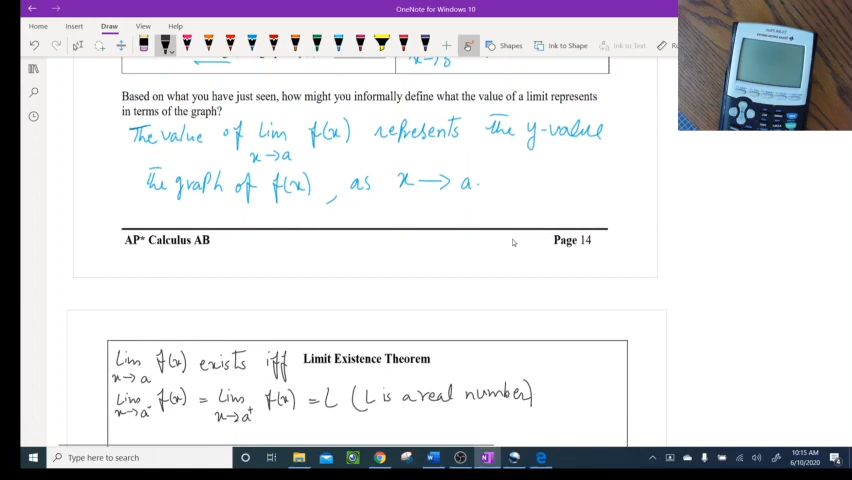 OneNote for Windows 10
Home Insert Draw View Help
Shapes Ink to Shape Ink to Text Ro
x→8
Based on what you have just seen, how might you informally define what the value of a limit represents
in terms of the graph?
The value of lim f(x) represents the y-value
x→a
the graph of f(x), as x → a.
AP* Calculus AB Page 14
Limit Existence Theorem
lim f(x) exists iff
x→a
lim f(x) = lim f(x) = L (L is a real number)
x→a⁻ x→a⁺
Type here to search
10:15 AM
6/10/2020